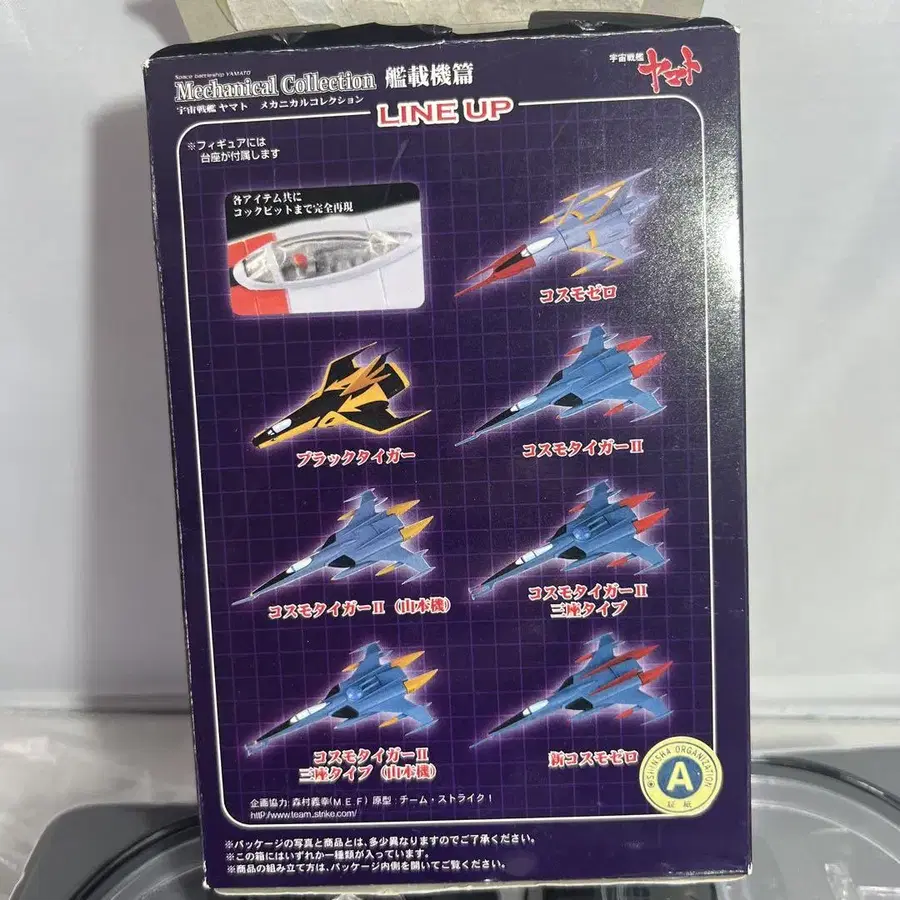 Space battleship YAMATO
Mechanical Collection 艦載機篇
宇宙戦艦 ヤマト メカニカルコレクション
宇宙戦艦
ヤマト
LINE UP
※フィギュアには
台座が付属します
各アイテム共に
コックピットまで完全再現
コスモゼロ
ブラックタイガー
コスモタイガーⅡ
コスモタイガーⅡ (山本機)
コスモタイガーⅡ
三座タイプ
コスモタイガーⅡ
三座タイプ (山本機)
新コスモゼロ
SHINSHA ORGANIZATION
A
証紙
企画協力: 森村義幸(M.E.F) 原型: チーム・ストライク!
http//www.team.strike.com/
※パッケージの写真と商品とは、多少異なりますのでご了承ください。
※この箱にはいずれか一種類が入っています。
※商品の組み立て方は、パッケージ内側を開いてご覧ください。